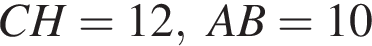 CH = 12, AB = 10